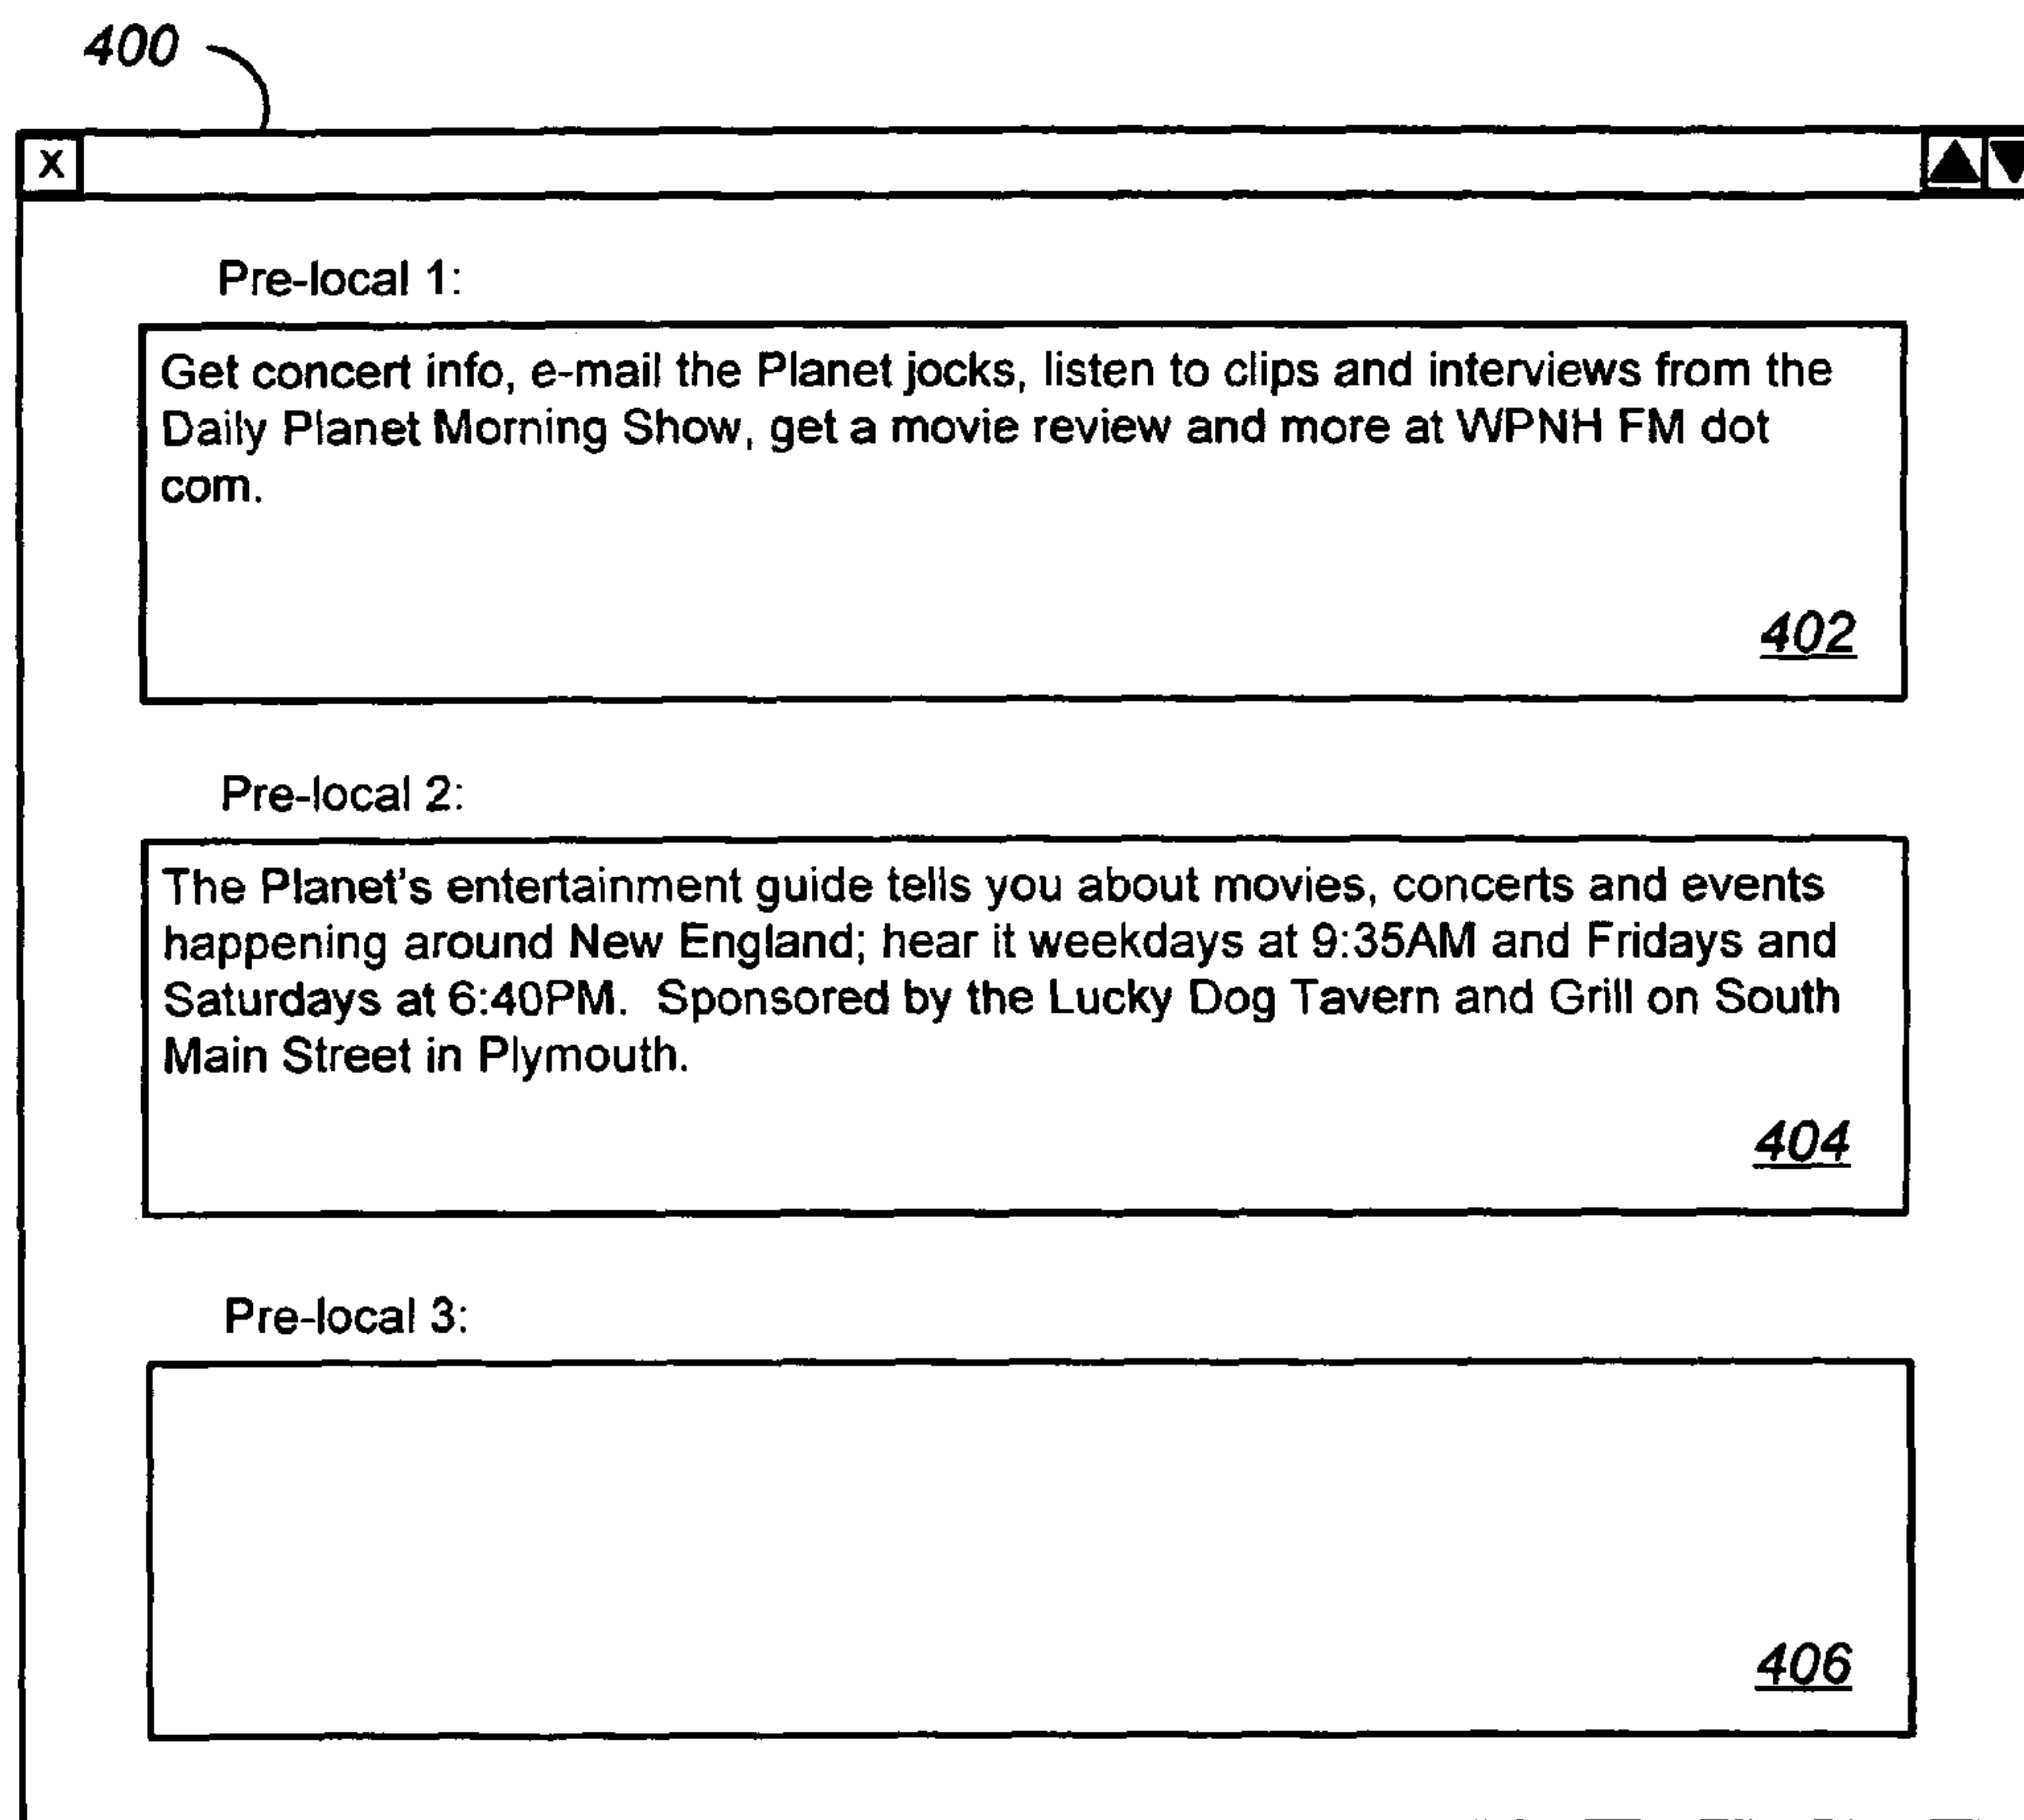 400
X
Pre-local 1:
Get concert info, e-mail the Planet jocks, listen to clips and interviews from the
Daily Planet Morning Show, get a movie review and more at WPNH FM dot
com.
402
Pre-local 2:
The Planet's entertainment guide tells you about movies, concerts and events
happening around New England; hear it weekdays at 9:35AM and Fridays and
Saturdays at 6:40PM.  Sponsored by the Lucky Dog Tavern and Grill on South
Main Street in Plymouth.
404
Pre-local 3:
406